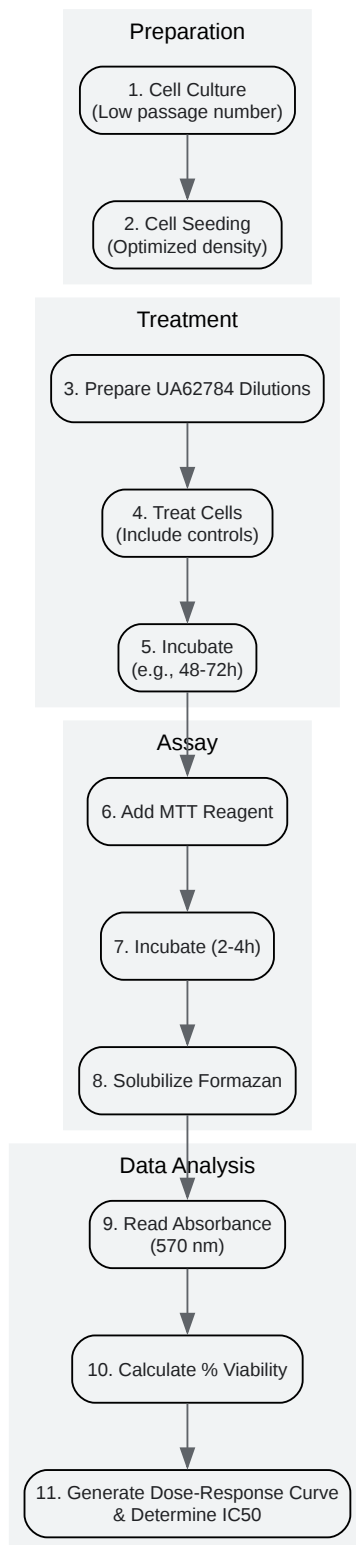 Preparation
1. Cell Culture
(Low passage number)
2. Cell Seeding
(Optimized density)
Treatment
3. Prepare UA62784 Dilutions
4. Treat Cells
(Include controls)
5. Incubate
(e.g., 48-72h)
Assay
6. Add MTT Reagent
7. Incubate (2-4h)
8. Solubilize Formazan
Data Analysis
9. Read Absorbance
(570 nm)
10. Calculate % Viability
11. Generate Dose-Response Curve
& Determine IC50